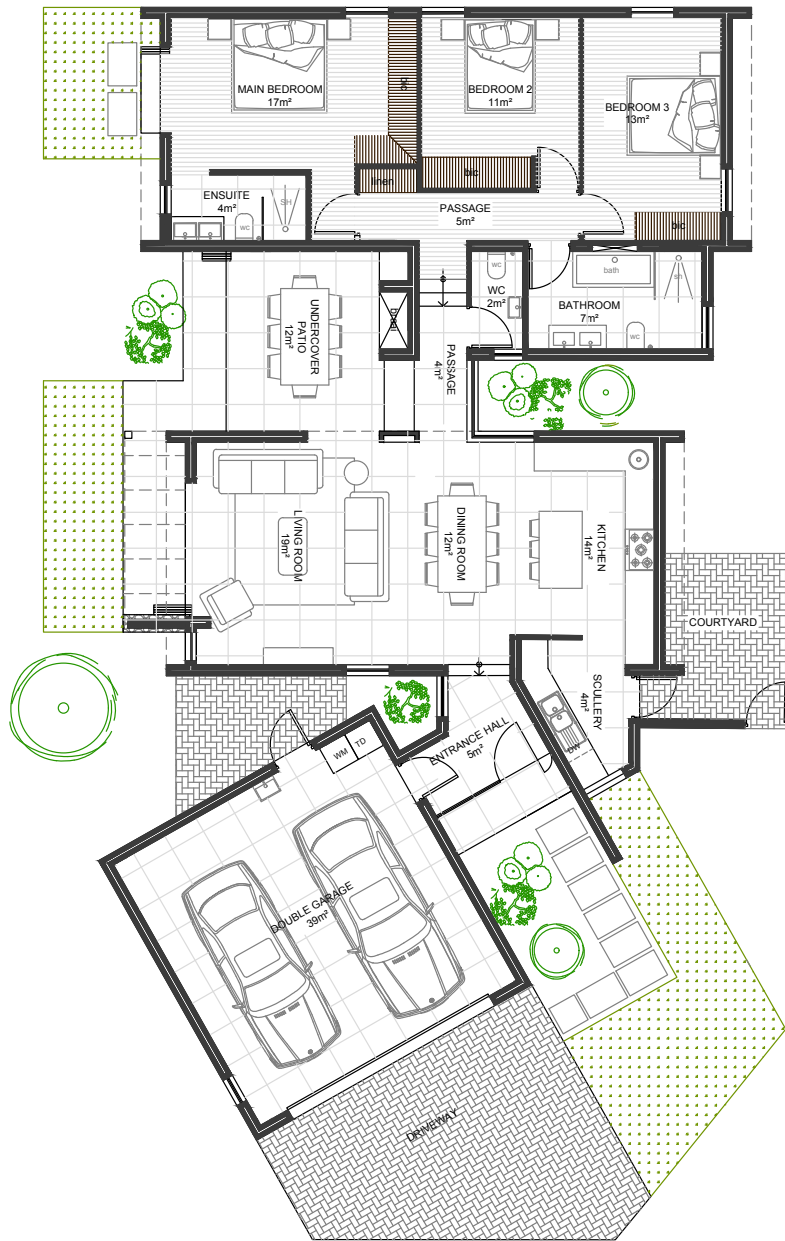 MAIN BEDROOM
17m²
bic
BEDROOM 2
11m²
BEDROOM 3
13m²
bic
linen
bic
ENSUITE
4m²
SH
WC
PASSAGE
5m²
WC
WC
2m²
bath
sh
BATHROOM
7m²
WC
UNDERCOVER
PATIO
12m²
braai
PASSAGE
4m²
LIVING ROOM
19m²
DINING ROOM
12m²
KITCHEN
14m²
COURTYARD
SCULLERY
4m²
DW
ENTRANCE HALL
5m²
WM
TD
DOUBLE GARAGE
39m²
DRIVEWAY